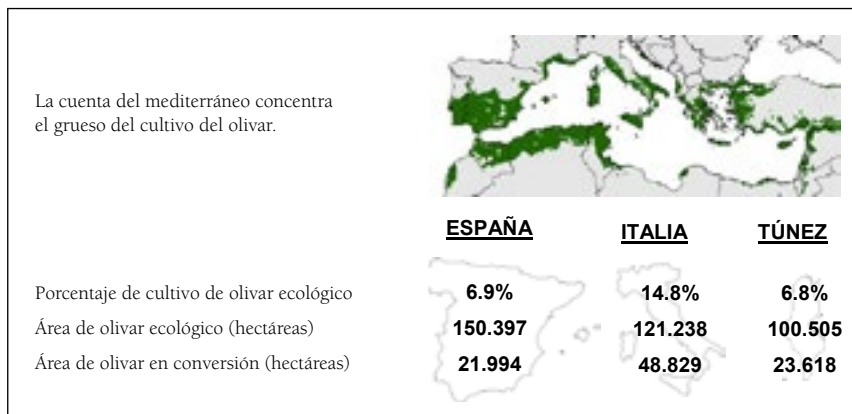 La cuenta del mediterráneo concentra
el grueso del cultivo del olivar.
ESPAÑA ITALIA TÚNEZ
Porcentaje de cultivo de olivar ecológico 6.9% 14.8% 6.8%
Área de olivar ecológico (hectáreas) 150.397 121.238 100.505
Área de olivar en conversión (hectáreas) 21.994 48.829 23.618